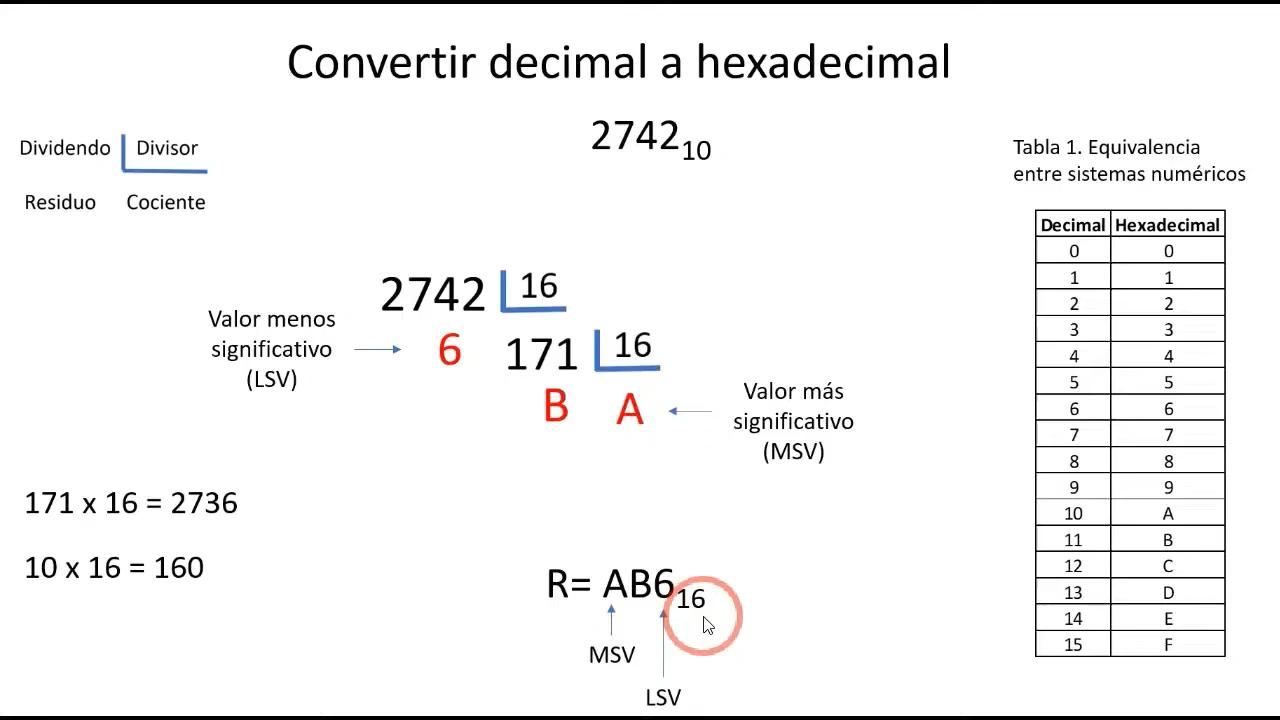 Convertir decimal a hexadecimal
2742₁₀
Dividendo Divisor
Residuo Cociente
2742 16
6 171 16
B A
Valor menos
significativo
(LSV)
Valor más
significativo
(MSV)
171 x 16 = 2736
10 x 16 = 160
R= AB6₁₆
MSV
LSV
Tabla 1. Equivalencia
entre sistemas numéricos
Decimal Hexadecimal
0 0
1 1
2 2
3 3
4 4
5 5
6 6
7 7
8 8
9 9
10 A
11 B
12 C
13 D
14 E
15 F